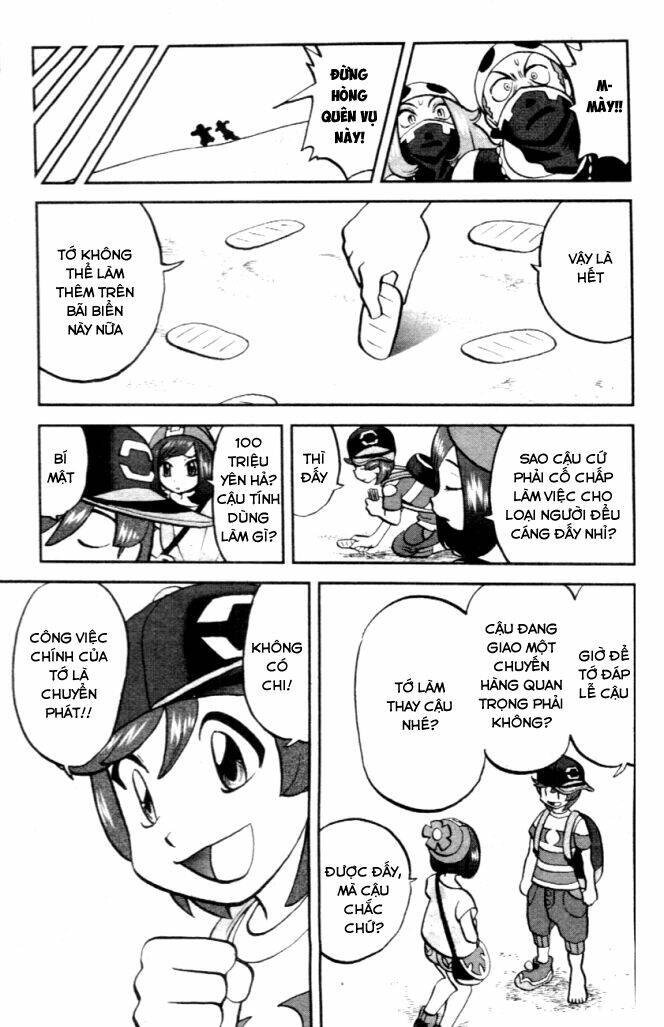 M-
MÀY!!
ĐỪNG
HÒNG
QUÊN VỤ
NÀY!
VẬY LÀ
HẾT
TỚ KHÔNG
THỂ LÀM
THÊM TRÊN
BÃI BIỂN
NÀY NỮA
SAO CẬU CỨ
PHẢI CỐ CHẤP
LÀM VIỆC CHO
LOẠI NGƯỜI ĐỂU
CÁNG ĐẤY NHỈ?
THÌ
ĐẤY
100
TRIỆU
YÊN HẢ?
CẬU TÍNH
DÙNG
LÀM GÌ?
BÍ
MẬT
GIỜ ĐỂ
TỚ ĐÁP
LỄ CẬU
CẬU ĐANG
GIAO MỘT
CHUYẾN
HÀNG QUAN
TRỌNG PHẢI
KHÔNG?
TỚ LÀM
THAY CẬU
NHÉ?
ĐƯỢC ĐẤY,
MÀ CẬU
CHẮC
CHỨ?
KHÔNG
CÓ
CHI!
CÔNG VIỆC
CHÍNH CỦA
TỚ LÀ
CHUYỂN
PHÁT!!